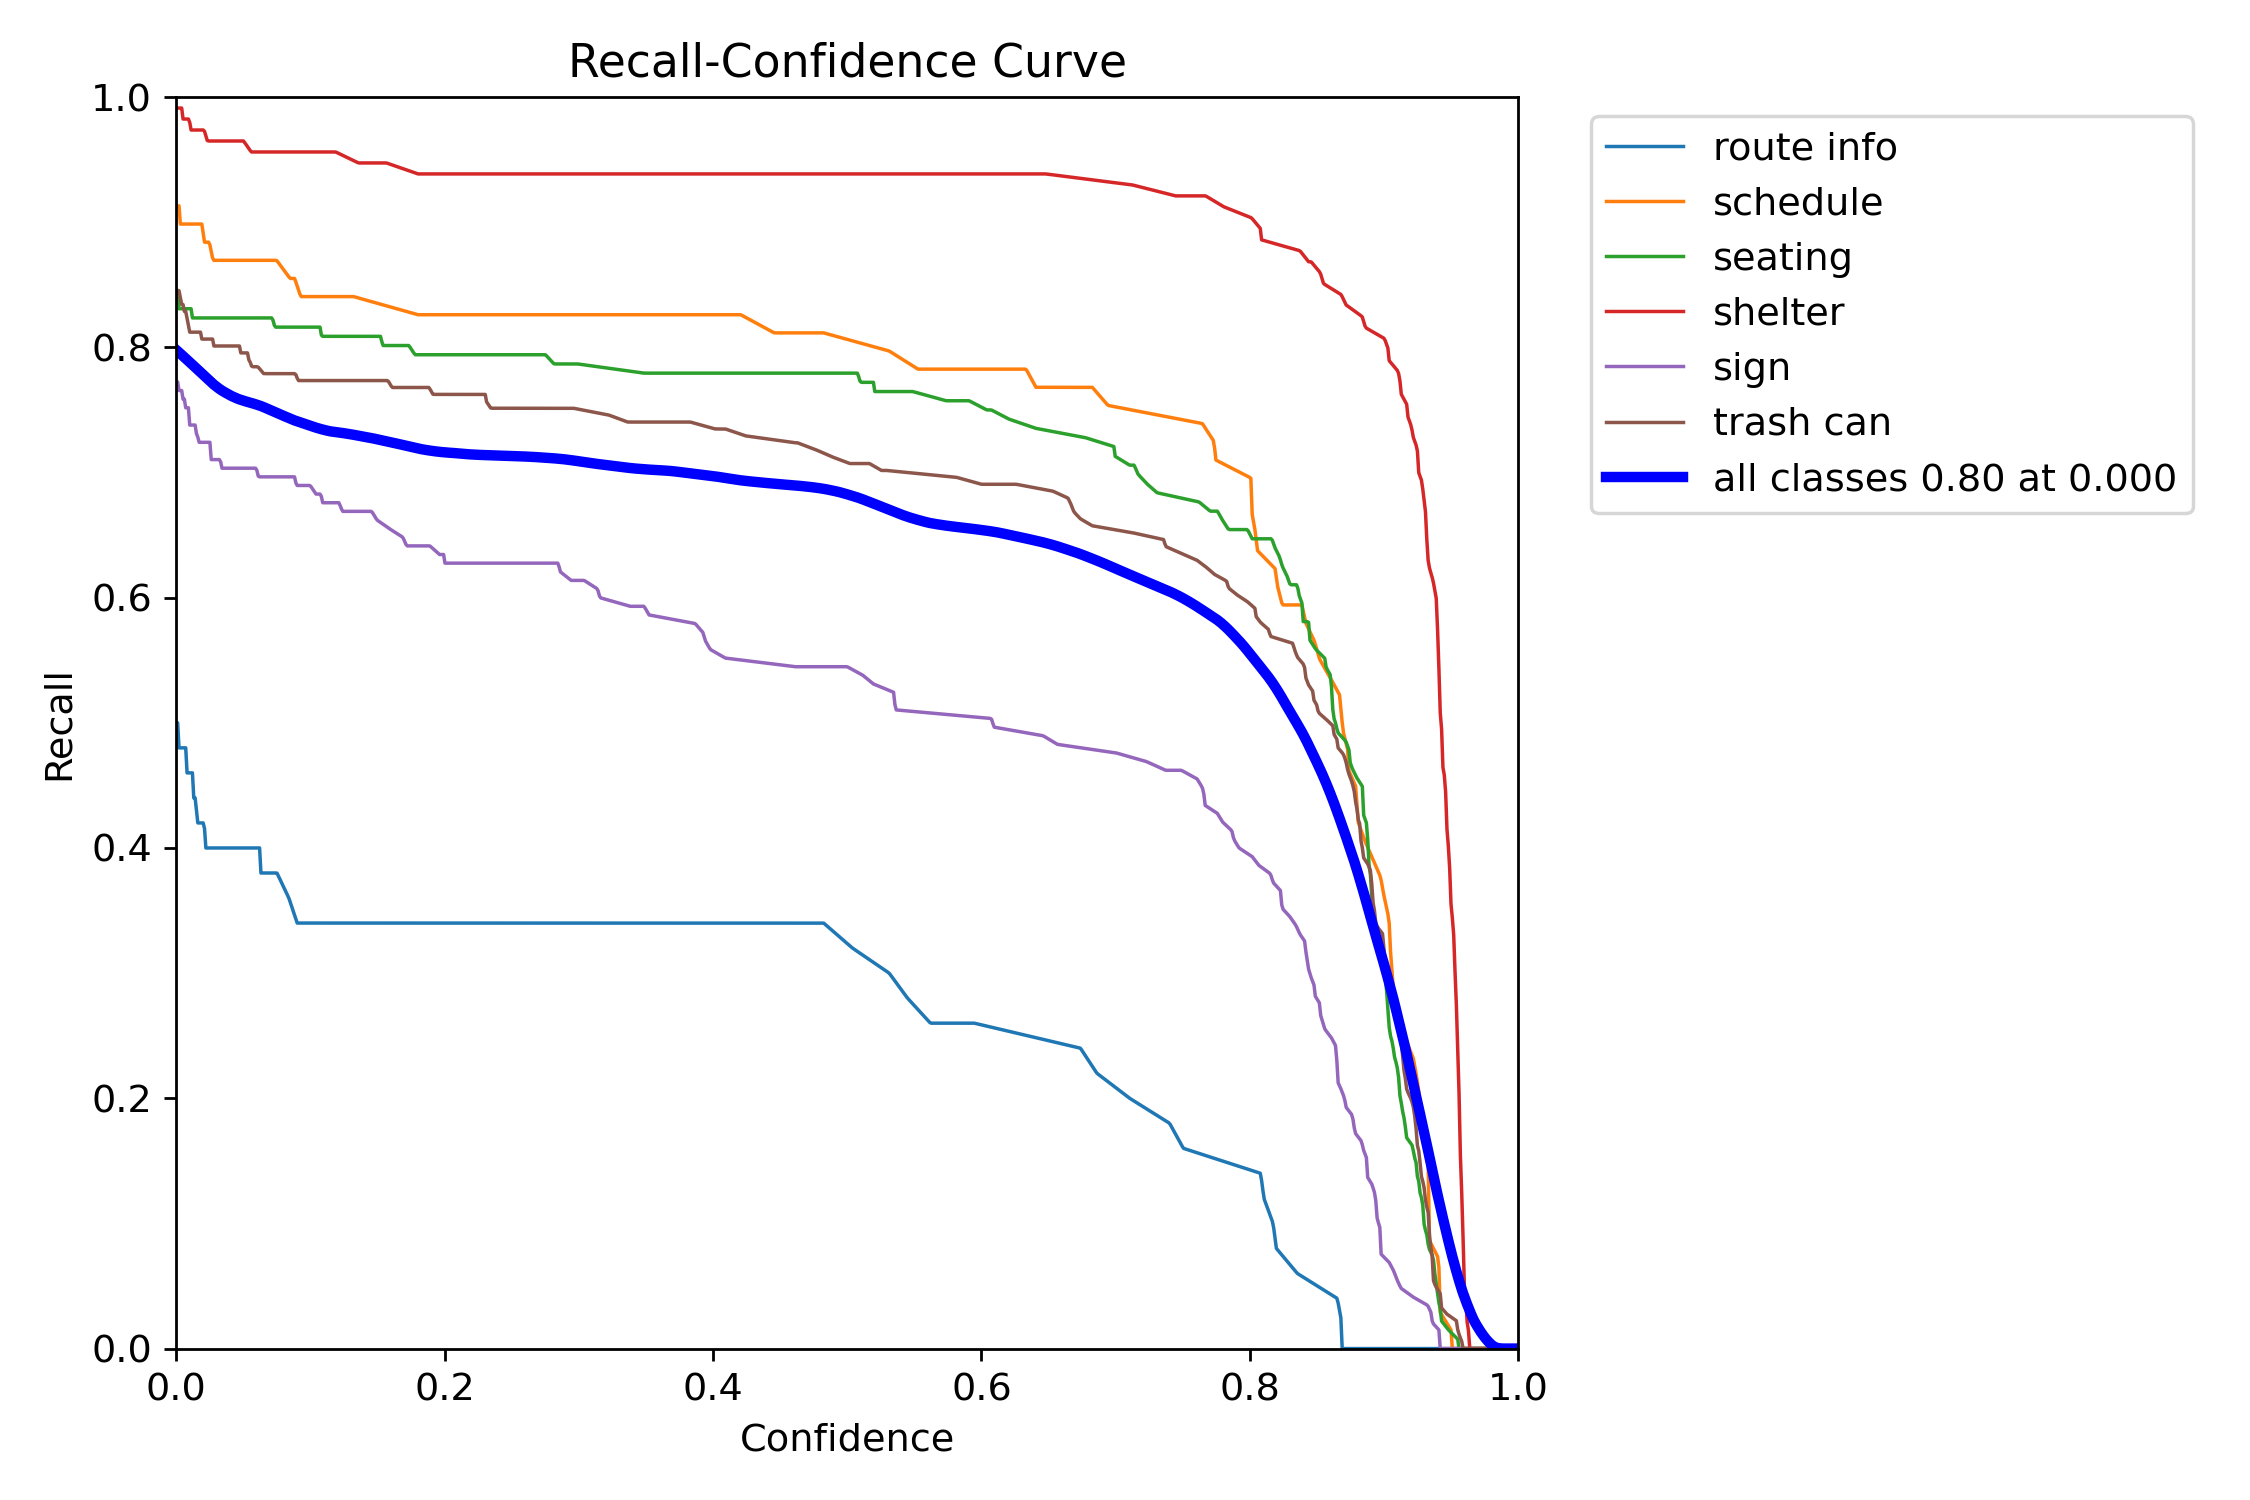 Recall-Confidence Curve
1.0
0.8
0.6
0.4
0.2
0.0
Recall
0.0 0.2 0.4 0.6 0.8 1.0
Confidence
route info
schedule
seating
shelter
sign
trash can
all classes 0.80 at 0.000